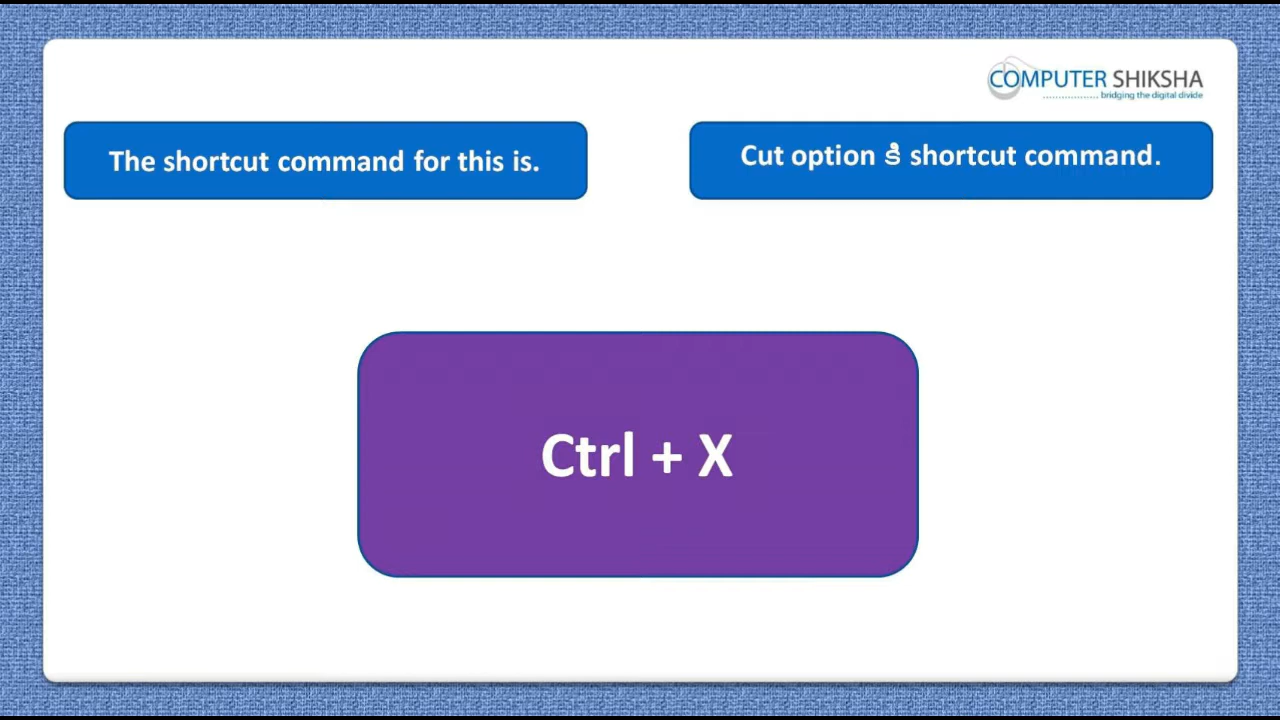 COMPUTER SHIKSHA
bridging the digital divide
The shortcut command for this is.
Cut option కి shortcut command.
Ctrl + X